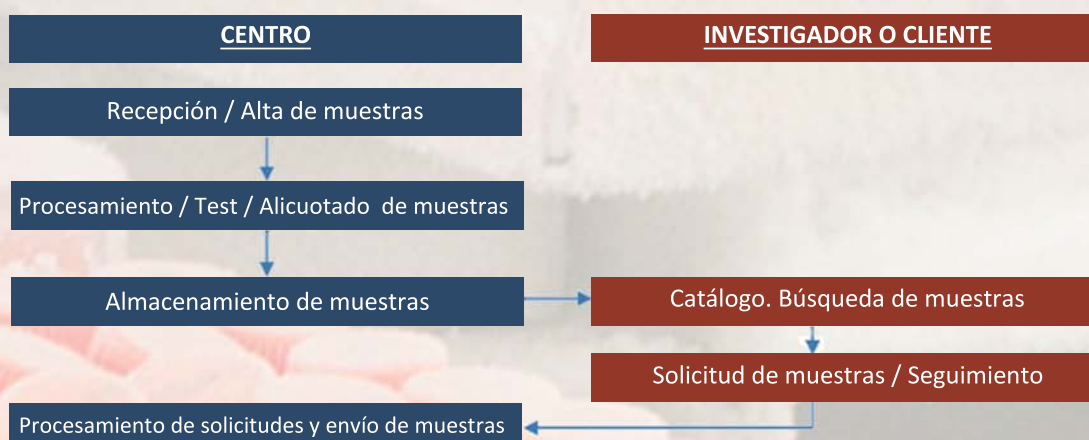 CENTRO
INVESTIGADOR O CLIENTE
Recepción / Alta de muestras
Procesamiento / Test / Alicuotado de muestras
Almacenamiento de muestras
Catálogo. Búsqueda de muestras
Solicitud de muestras / Seguimiento
Procesamiento de solicitudes y envío de muestras